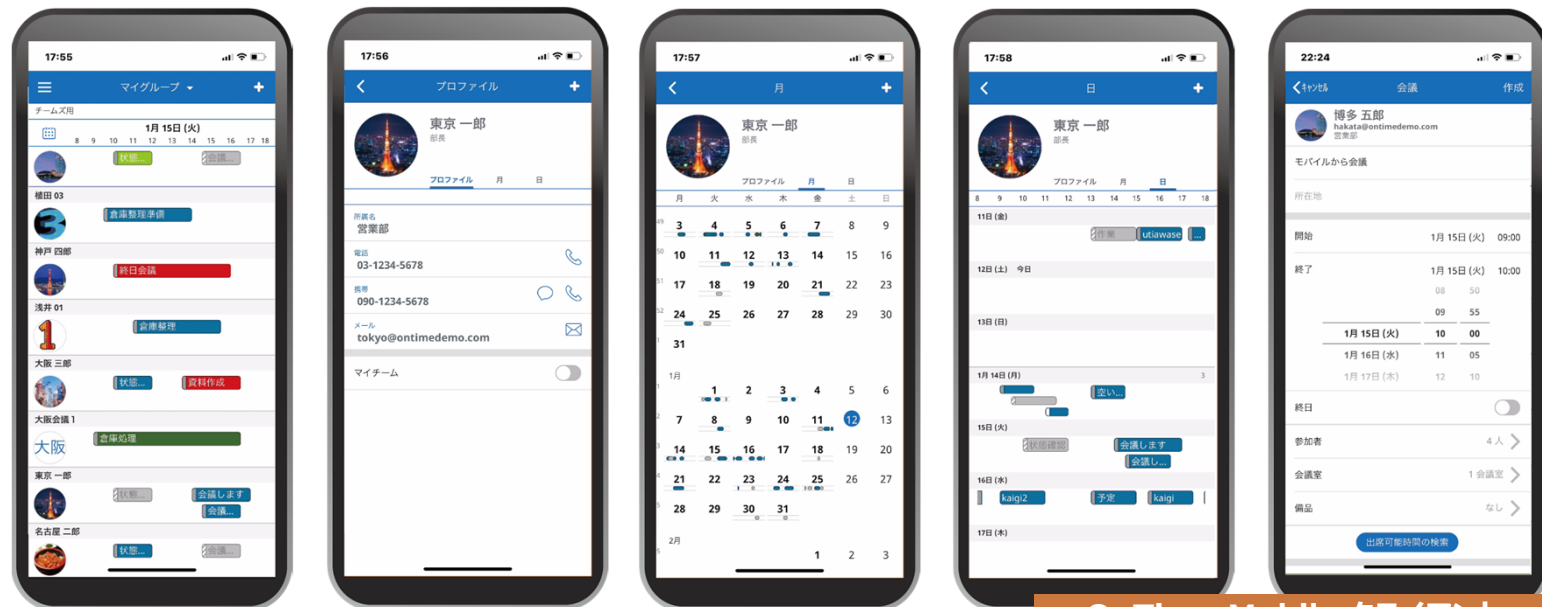 17:55
マイグループ
チームズ用
1月 15日 (火)
8 9 10 11 12 13 14 15 16 17 18
状態...
会議...
植田 03
倉庫整理準備
神戸 四郎
終日会議
浅井 01
倉庫整理
大阪 三郎
状態...
資料作成
大阪会議 1
大阪
倉庫処理
東京 一郎
状態...
会議します
会議...
名古屋 二郎
状態...
会議...
17:56
プロファイル
東京 一郎
部長
プロファイル 月 日
所属名
営業部
電話
03-1234-5678
携帯
090-1234-5678
メール
tokyo@ontimedemo.com
マイチーム
17:57
月
東京 一郎
部長
プロファイル 月 日
月 火 水 木 金 土 日
49 3 4 5 6 7 8 9
50 10 11 12 13 14 15 16
51 17 18 19 20 21 22 23
52 24 25 26 27 28 29 30
1 31
1月
1 1 2 3 4 5 6
2 7 8 9 10 11 12 13
3 14 15 16 17 18 19 20
4 21 22 23 24 25 26 27
5 28 29 30 31
2月
5 1 2 3
17:58
日
東京 一郎
部長
プロファイル 月 日
8 9 10 11 12 13 14 15 16 17 18
11日 (金)
作業
utiawase
...
12日 (土) 今日
13日 (日)
1月 14日 (月) 3
空い...
15日 (火)
状態確認
会議します
会議し...
16日 (水)
kaigi2
予定
kaigi
17日 (木)
22:24
キャンセル 会議 作成
博多 五郎
hakata@ontimedemo.com
営業部
モバイルから会議
所在地
開始 1月 15日 (火) 09:00
終了 1月 15日 (火) 10:00
08 50
09 55
1月 15日 (火) 10 00
1月 16日 (水) 11 05
1月 17日 (木) 12 10
終日
参加者 4 人
会議室 1 会議室
備品 なし
出席可能時間の検索